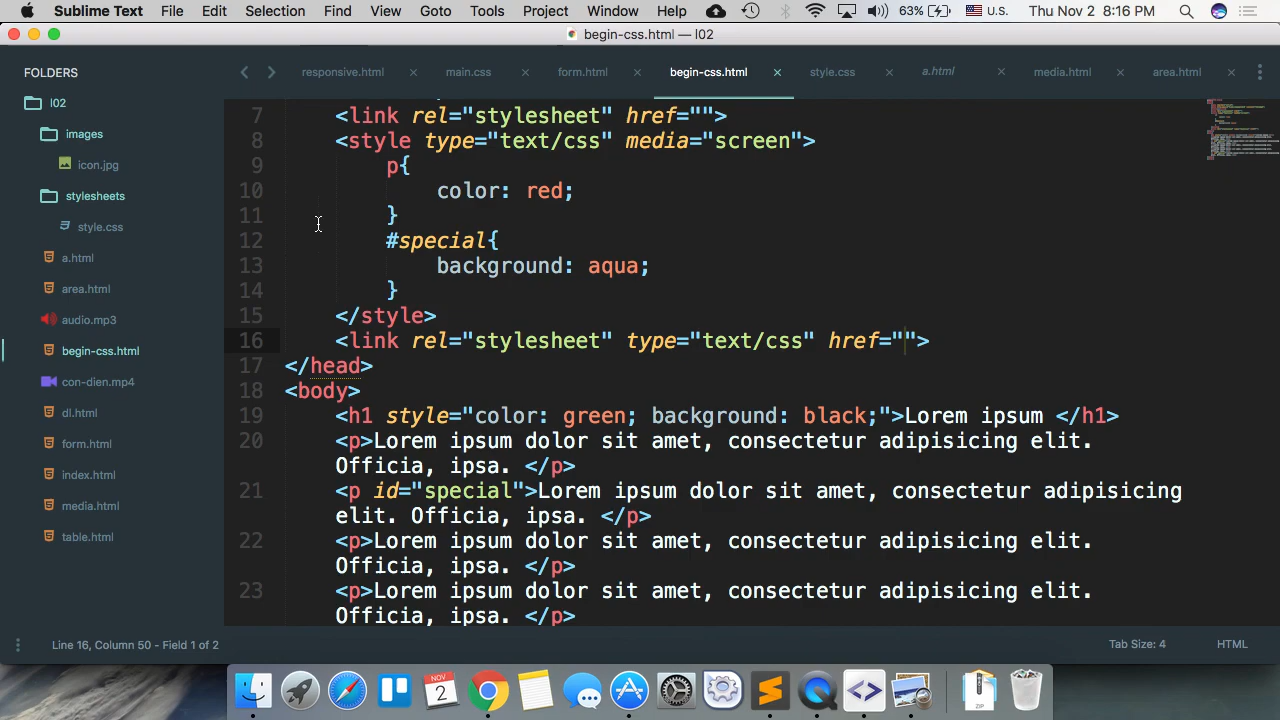 Sublime Text File Edit Selection Find View Goto Tools Project Window Help 63% U.S. Thu Nov 2 8:16 PM
begin-css.html — l02
FOLDERS
l02
images
icon.jpg
stylesheets
style.css
a.html
area.html
audio.mp3
begin-css.html
con-dien.mp4
dl.html
form.html
index.html
media.html
table.html
responsive.html × main.css × form.html × begin-css.html × style.css × a.html × media.html × area.html ×
7 <link rel="stylesheet" href="">
8 <style type="text/css" media="screen">
9 p{
10 color: red;
11 }
12 #special{
13 background: aqua;
14 }
15 </style>
16 <link rel="stylesheet" type="text/css" href="">
17 </head>
18 <body>
19 <h1 style="color: green; background: black;">Lorem ipsum </h1>
20 <p>Lorem ipsum dolor sit amet, consectetur adipisicing elit.
Officia, ipsa. </p>
21 <p id="special">Lorem ipsum dolor sit amet, consectetur adipisicing
elit. Officia, ipsa. </p>
22 <p>Lorem ipsum dolor sit amet, consectetur adipisicing elit.
Officia, ipsa. </p>
23 <p>Lorem ipsum dolor sit amet, consectetur adipisicing elit.
Officia, ipsa. </p>
Line 16, Column 50 - Field 1 of 2 Tab Size: 4 HTML
NOV
2
ZIP